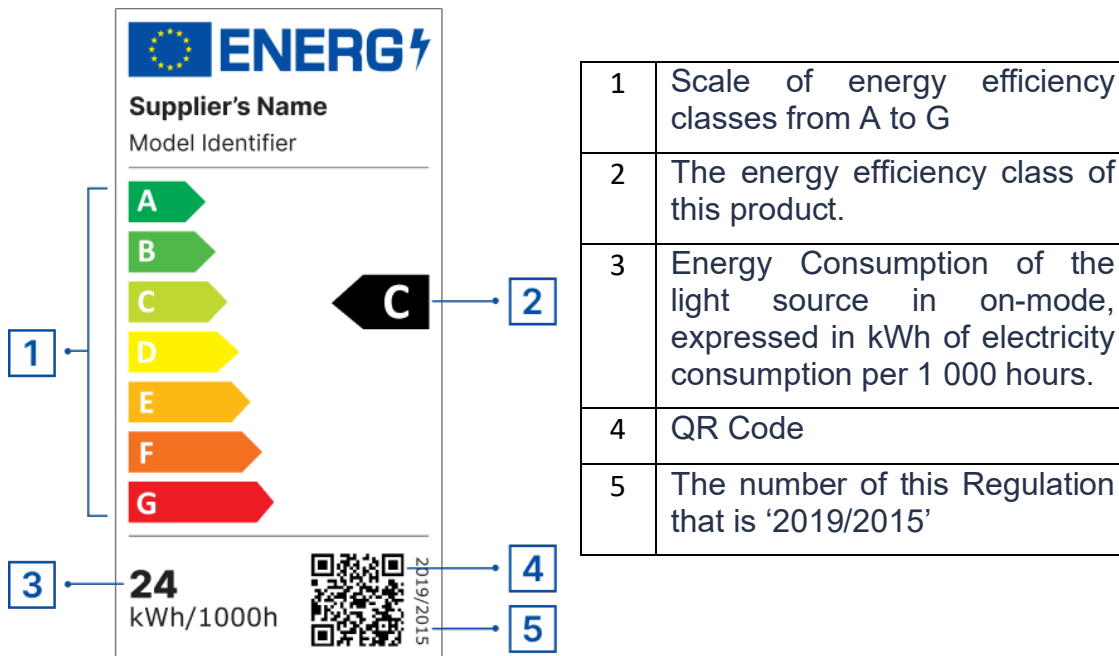 ENERG
Supplier's Name
Model Identifier
A
B
C
D
E
F
G
C
1
2
3
4
5
24
kWh/1000h
2019/2015
1 Scale of energy efficiency
classes from A to G
2 The energy efficiency class of
this product.
3 Energy Consumption of the
light source in on-mode,
expressed in kWh of electricity
consumption per 1 000 hours.
4 QR Code
5 The number of this Regulation
that is ‘2019/2015’